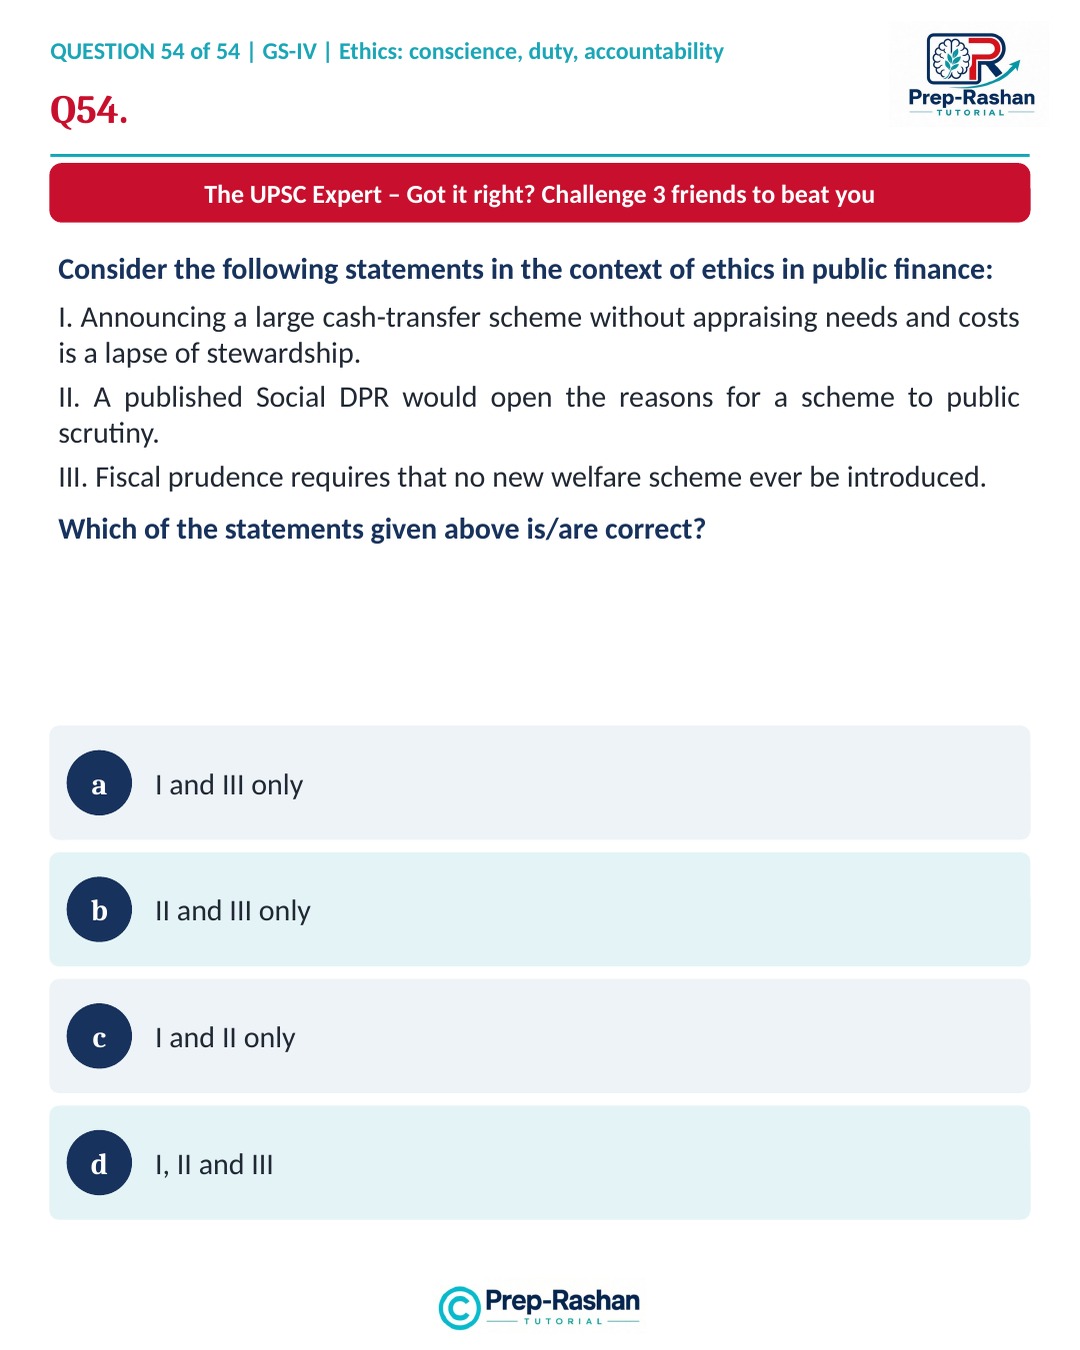 QUESTION 54 of 54 | GS-IV | Ethics: conscience, duty, accountability
Prep-Rashan
TUTORIAL
Q54.
The UPSC Expert – Got it right? Challenge 3 friends to beat you
Consider the following statements in the context of ethics in public finance:
I. Announcing a large cash-transfer scheme without appraising needs and costs
is a lapse of stewardship.
II. A published Social DPR would open the reasons for a scheme to public
scrutiny.
III. Fiscal prudence requires that no new welfare scheme ever be introduced.
Which of the statements given above is/are correct?
a I and III only
b II and III only
c I and II only
d I, II and III
© Prep-Rashan
TUTORIAL